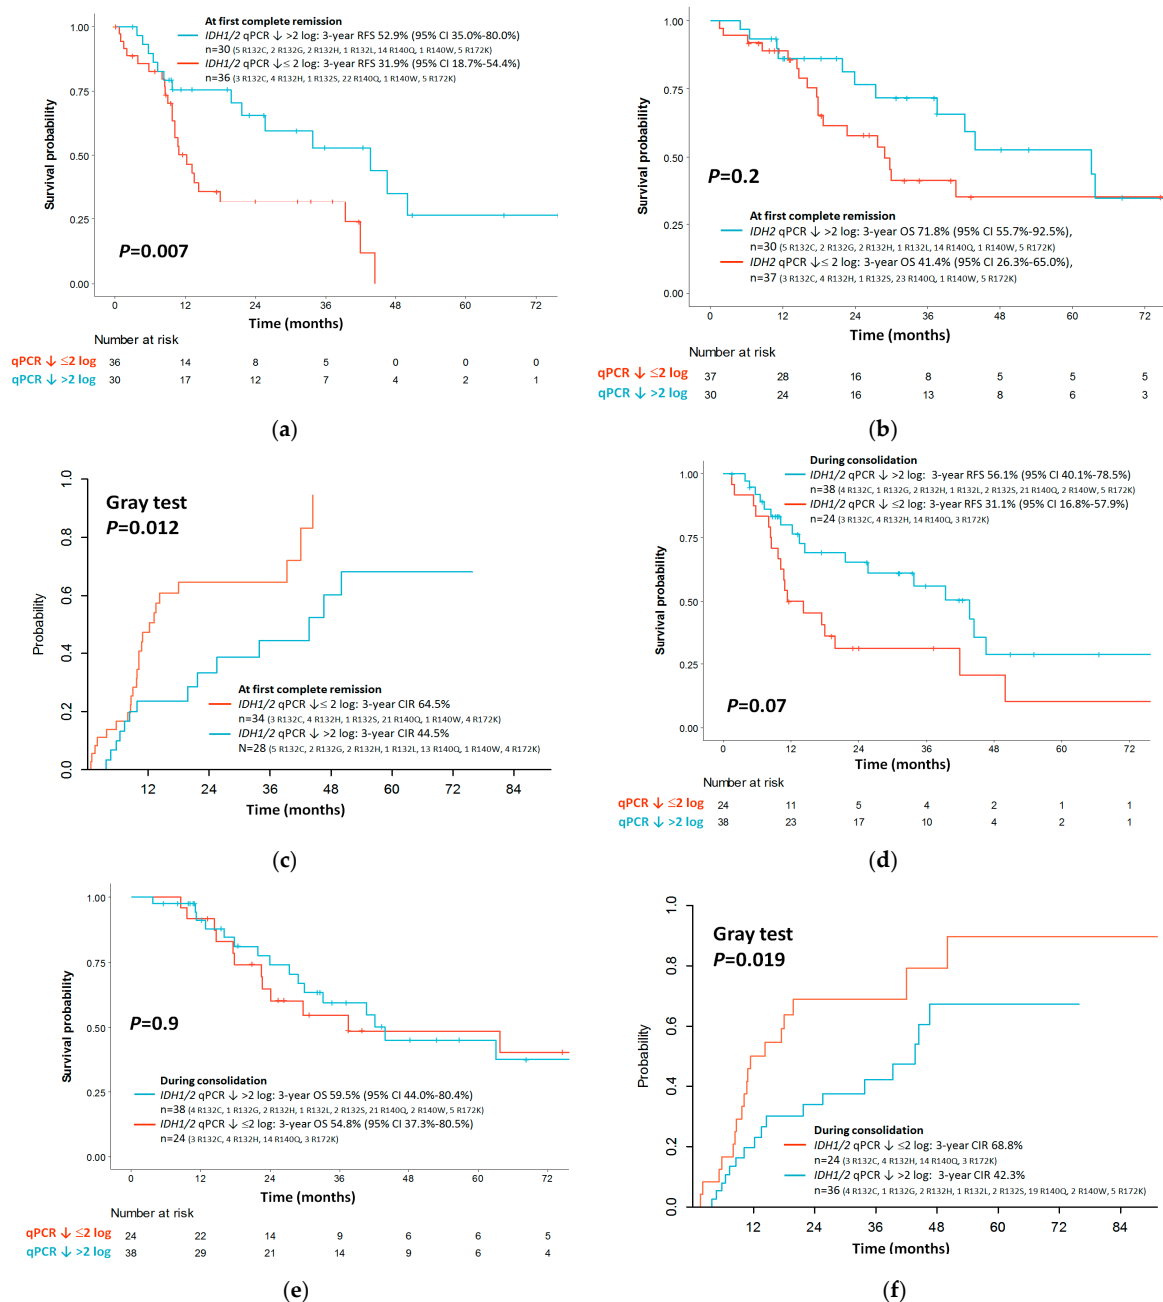 At first complete remission
IDH1/2 qPCR ↓ >2 log: 3-year RFS 52.9% (95% CI 35.0%-80.0%)
n=30 (5 R132C, 2 R132G, 2 R132H, 1 R132L, 14 R140Q, 1 R140W, 5 R172K)
IDH1/2 qPCR ↓≤ 2 log: 3-year RFS 31.9% (95% CI 18.7%-54.4%)
n=36 (3 R132C, 4 R132H, 1 R132S, 22 R140Q, 1 R140W, 5 R172K)
Survival probability
1.00
0.75
0.50
0.25
0.00
P=0.007
0 12 24 36 48 60 72
Time (months)
Number at risk
qPCR ↓ ≤2 log 36 14 8 5 0 0 0
qPCR ↓ >2 log 30 17 12 7 4 2 1
(a)
Survival probability
1.00
0.75
0.50
0.25
0.00
P=0.2
At first complete remission
IDH2 qPCR ↓ >2 log: 3-year OS 71.8% (95% CI 55.7%-92.5%),
n=30 (5 R132C, 2 R132G, 2 R132H, 1 R132L, 14 R140Q, 1 R140W, 5 R172K)
IDH2 qPCR ↓ ≤ 2 log: 3-year OS 41.4% (95% CI 26.3%-65.0%),
n=37 (3 R132C, 4 R132H, 1 R132S, 23 R140Q, 1 R140W, 5 R172K)
0 12 24 36 48 60 72
Time (months)
Number at risk
qPCR ↓ ≤2 log 37 28 16 8 5 5 5
qPCR ↓ >2 log 30 24 16 13 8 6 3
(b)
Probability
1.0
0.8
0.6
0.4
0.2
0.0
Gray test
P=0.012
At first complete remission
IDH1/2 qPCR ↓≤ 2 log: 3-year CIR 64.5%
n=34 (3 R132C, 4 R132H, 1 R132S, 21 R140Q, 1 R140W, 4 R172K)
IDH1/2 qPCR ↓ >2 log: 3-year CIR 44.5%
N=28 (5 R132C, 2 R132G, 2 R132H, 1 R132L, 13 R140Q, 1 R140W, 4 R172K)
12 24 36 48 60 72 84
Time (months)
(c)
During consolidation
IDH1/2 qPCR ↓ >2 log: 3-year RFS 56.1% (95% CI 40.1%-78.5%)
n=38 (4 R132C, 1 R132G, 2 R132H, 1 R132L, 2 R132S, 21 R140Q, 2 R140W, 5 R172K)
IDH1/2 qPCR ↓ ≤2 log: 3-year RFS 31.1% (95% CI 16.8%-57.9%)
n=24 (3 R132C, 4 R132H, 14 R140Q, 3 R172K)
Survival probability
1.00
0.75
0.50
0.25
0.00
P=0.07
0 12 24 36 48 60 72
Time (months)
Number at risk
qPCR ↓ ≤2 log 24 11 5 4 2 1 1
qPCR ↓ >2 log 38 23 17 10 4 2 1
(d)
Survival probability
1.00
0.75
0.50
0.25
0.00
P=0.9
During consolidation
IDH1/2 qPCR ↓ >2 log: 3-year OS 59.5% (95% CI 44.0%-80.4%)
n=38 (4 R132C, 1 R132G, 2 R132H, 1 R132L, 2 R132S, 21 R140Q, 2 R140W, 5 R172K)
IDH1/2 qPCR ↓ ≤2 log: 3-year OS 54.8% (95% CI 37.3%-80.5%)
n=24 (3 R132C, 4 R132H, 14 R140Q, 3 R172K)
0 12 24 36 48 60 72
Time (months)
Number at risk
qPCR ↓ ≤2 log 24 22 14 9 6 6 5
qPCR ↓ >2 log 38 29 21 14 9 6 4
(e)
Probability
1.0
0.8
0.6
0.4
0.2
0.0
Gray test
P=0.019
During consolidation
IDH1/2 qPCR ↓ ≤2 log: 3-year CIR 68.8%
n=24 (3 R132C, 4 R132H, 14 R140Q, 3 R172K)
IDH1/2 qPCR ↓ >2 log: 3-year CIR 42.3%
n=36 (4 R132C, 1 R132G, 2 R132H, 1 R132L, 2 R132S, 19 R140Q, 2 R140W, 5 R172K)
12 24 36 48 60 72 84
Time (months)
(f)